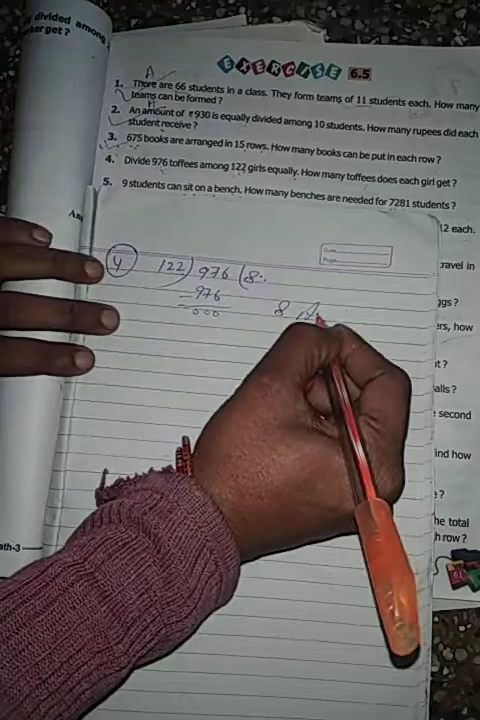 divided among
ter get ?
EXERCISE 6.5
A
1. There are 66 students in a class. They form teams of 11 students each. How many
teams can be formed ?
2. An amount of ₹ 930 is equally divided among 10 students. How many rupees did each
student receive ?
3. 675 books are arranged in 15 rows. How many books can be put in each row ?
4. Divide 976 toffees among 122 girls equally. How many toffees does each girl get ?
5. 9 students can sit on a bench. How many benches are needed for 7281 students ?
12 each.
travel in
ggs ?
ers, how
nt ?
alls ?
second
ind how
e ?
he total
h row ?
An
Date
Page
4 122) 976 (8
976
000
8 A
ath-3